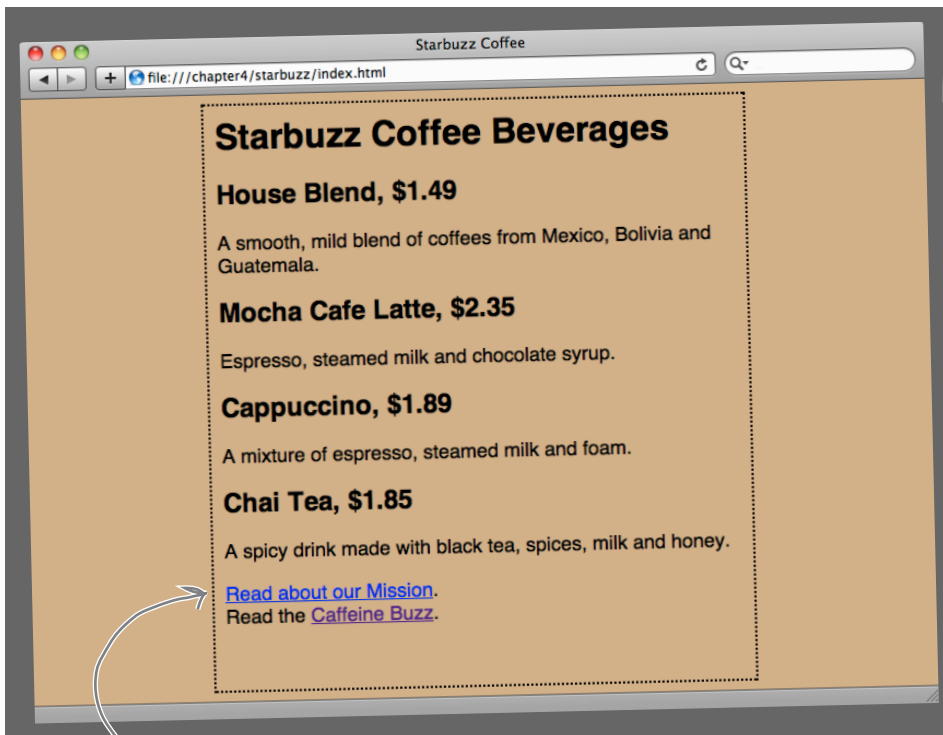 Starbuzz Coffee
file:///chapter4/starbuzz/index.html
Starbuzz Coffee Beverages
House Blend, $1.49
A smooth, mild blend of coffees from Mexico, Bolivia and
Guatemala.
Mocha Cafe Latte, $2.35
Espresso, steamed milk and chocolate syrup.
Cappuccino, $1.89
A mixture of espresso, steamed milk and foam.
Chai Tea, $1.85
A spicy drink made with black tea, spices, milk and honey.
Read about our Mission.
Read the Caffeine Buzz.